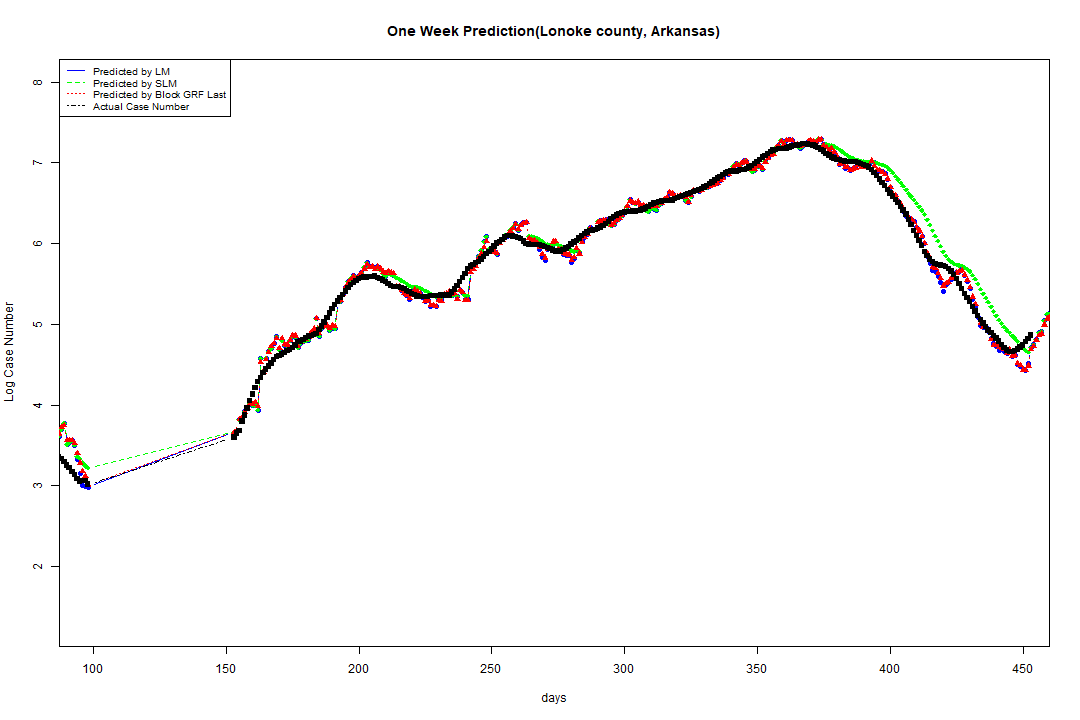 One Week Prediction(Lonoke county, Arkansas)
Predicted by LM
Predicted by SLM
Predicted by Block GRF Last
Actual Case Number
8
7
6
5
4
3
2
Log Case Number
100 150 200 250 300 350 400 450
days